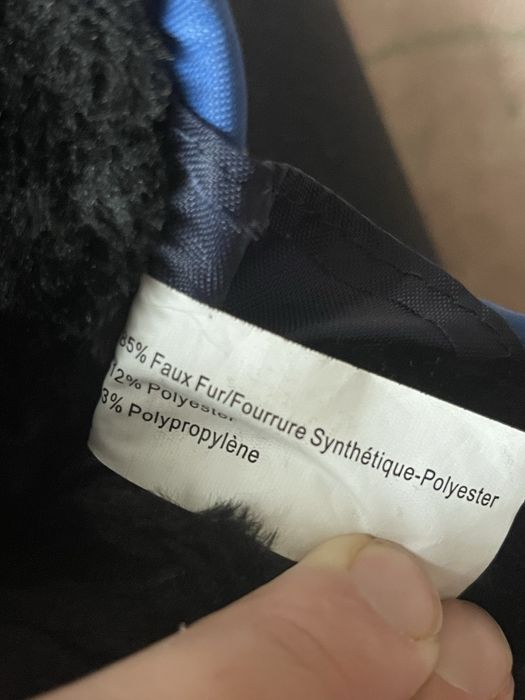 85% Faux Fur/Fourrure Synthétique-Polyester
12% Polyester
3% Polypropylène